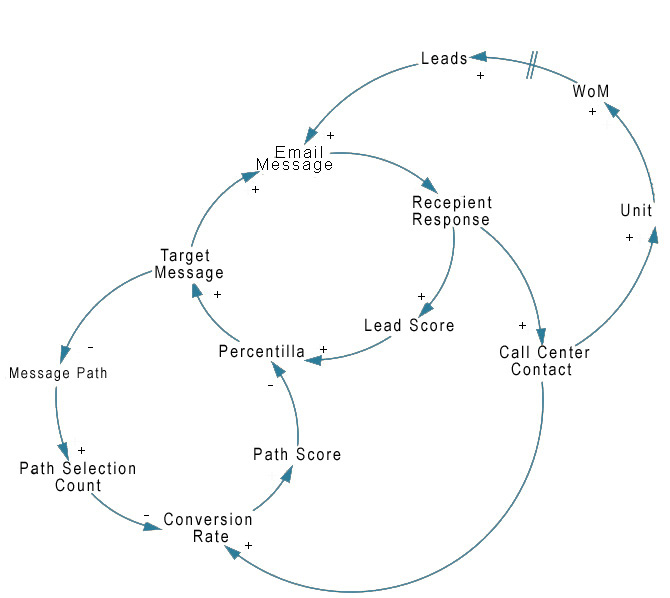 Leads
+
WoM
+
+
Email
Message
+
Recepient
Response
Unit
+
Target
Message
+
+
Lead Score
+
-
Message Path
Percentilla
+
Call Center
Contact
-
+
Path Score
Path Selection
Count
-
Conversion
Rate
+